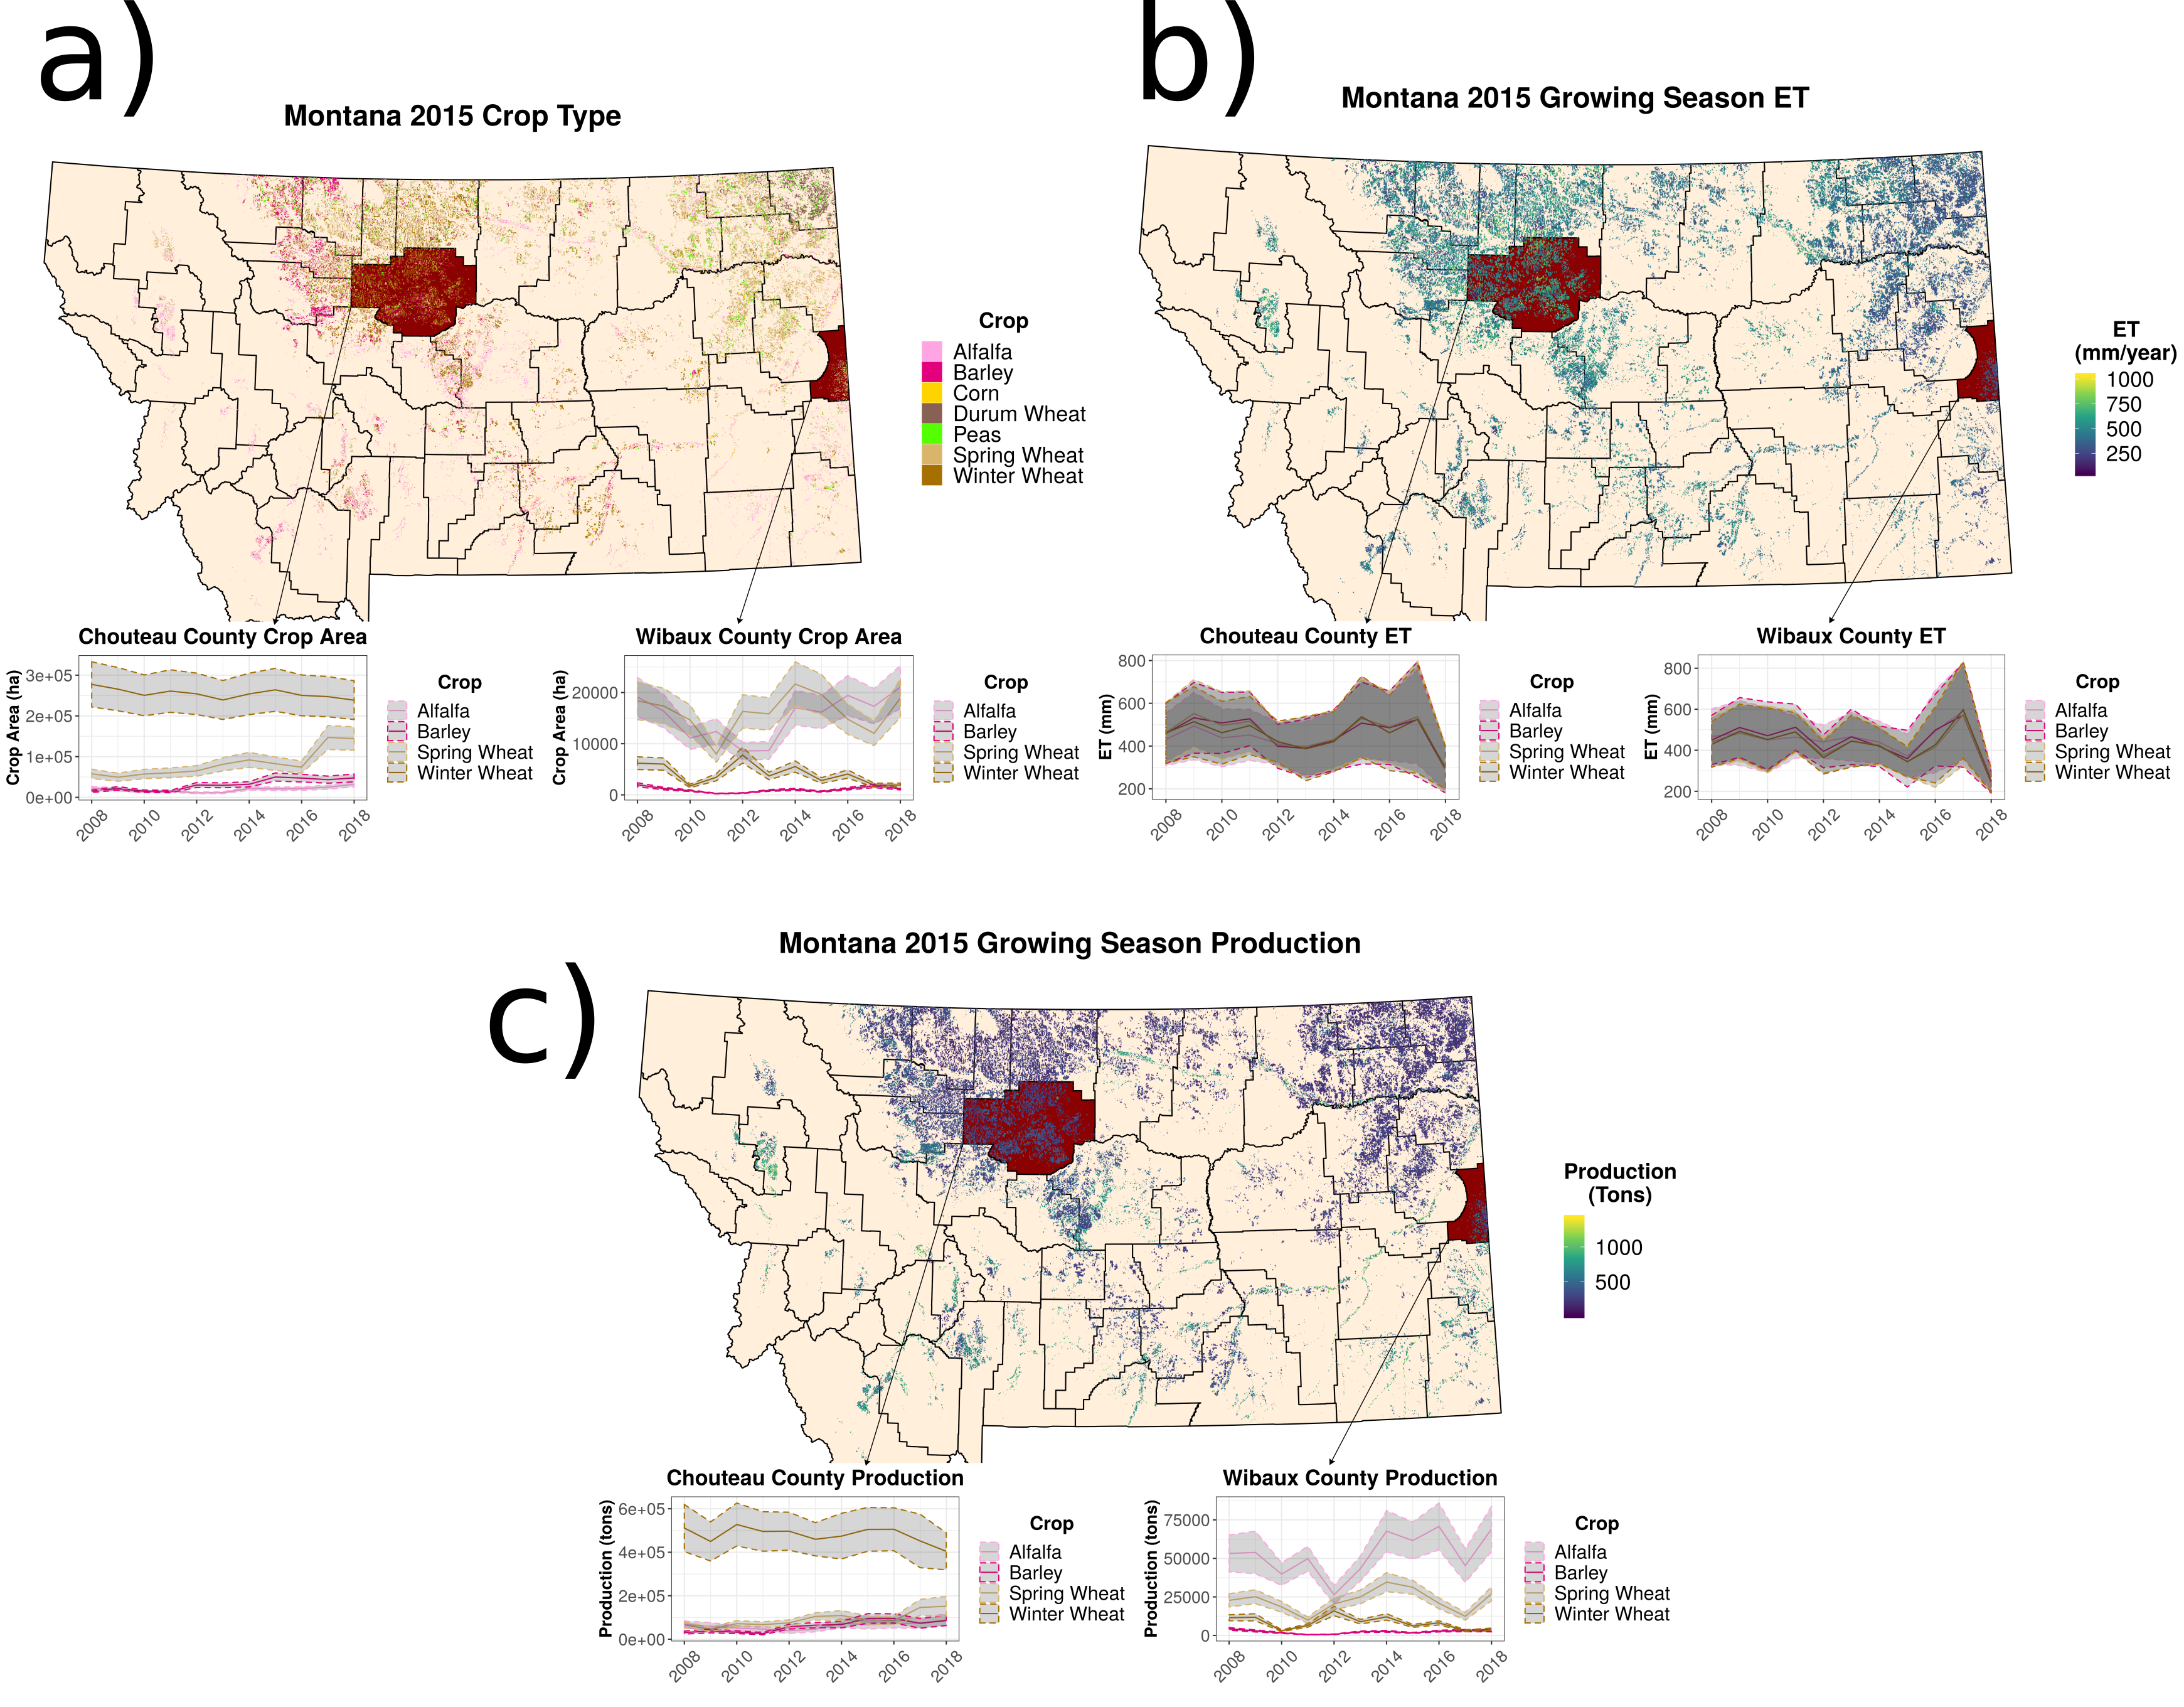 a)
Montana 2015 Crop Type
Crop
Alfalfa
Barley
Corn
Durum Wheat
Peas
Spring Wheat
Winter Wheat
Chouteau County Crop Area
Crop Area (ha)
3e+05
2e+05
1e+05
0e+00
2008
2010
2012
2014
2016
2018
Crop
Alfalfa
Barley
Spring Wheat
Winter Wheat
Wibaux County Crop Area
Crop Area (ha)
20000
10000
0
2008
2010
2012
2014
2016
2018
Crop
Alfalfa
Barley
Spring Wheat
Winter Wheat
b)
Montana 2015 Growing Season ET
ET
(mm/year)
1000
750
500
250
Chouteau County ET
ET (mm)
800
600
400
200
2008
2010
2012
2014
2016
2018
Crop
Alfalfa
Barley
Spring Wheat
Winter Wheat
Wibaux County ET
ET (mm)
800
600
400
200
2008
2010
2012
2014
2016
2018
Crop
Alfalfa
Barley
Spring Wheat
Winter Wheat
c)
Montana 2015 Growing Season Production
Production
(Tons)
1000
500
Chouteau County Production
Production (tons)
6e+05
4e+05
2e+05
0e+00
2008
2010
2012
2014
2016
2018
Crop
Alfalfa
Barley
Spring Wheat
Winter Wheat
Wibaux County Production
Production (tons)
75000
50000
25000
0
2008
2010
2012
2014
2016
2018
Crop
Alfalfa
Barley
Spring Wheat
Winter Wheat